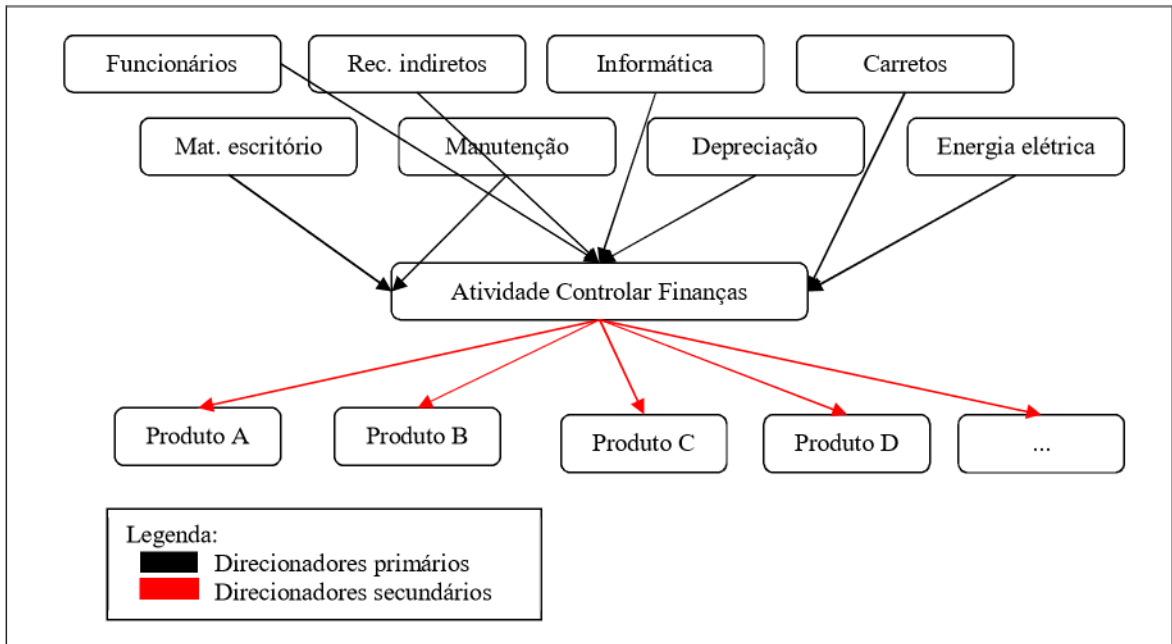 Funcionários
Rec. indiretos
Informática
Carretos
Mat. escritório
Manutenção
Depreciação
Energia elétrica
Atividade Controlar Finanças
Produto A
Produto B
Produto C
Produto D
...
Legenda:
Direcionadores primários
Direcionadores secundários